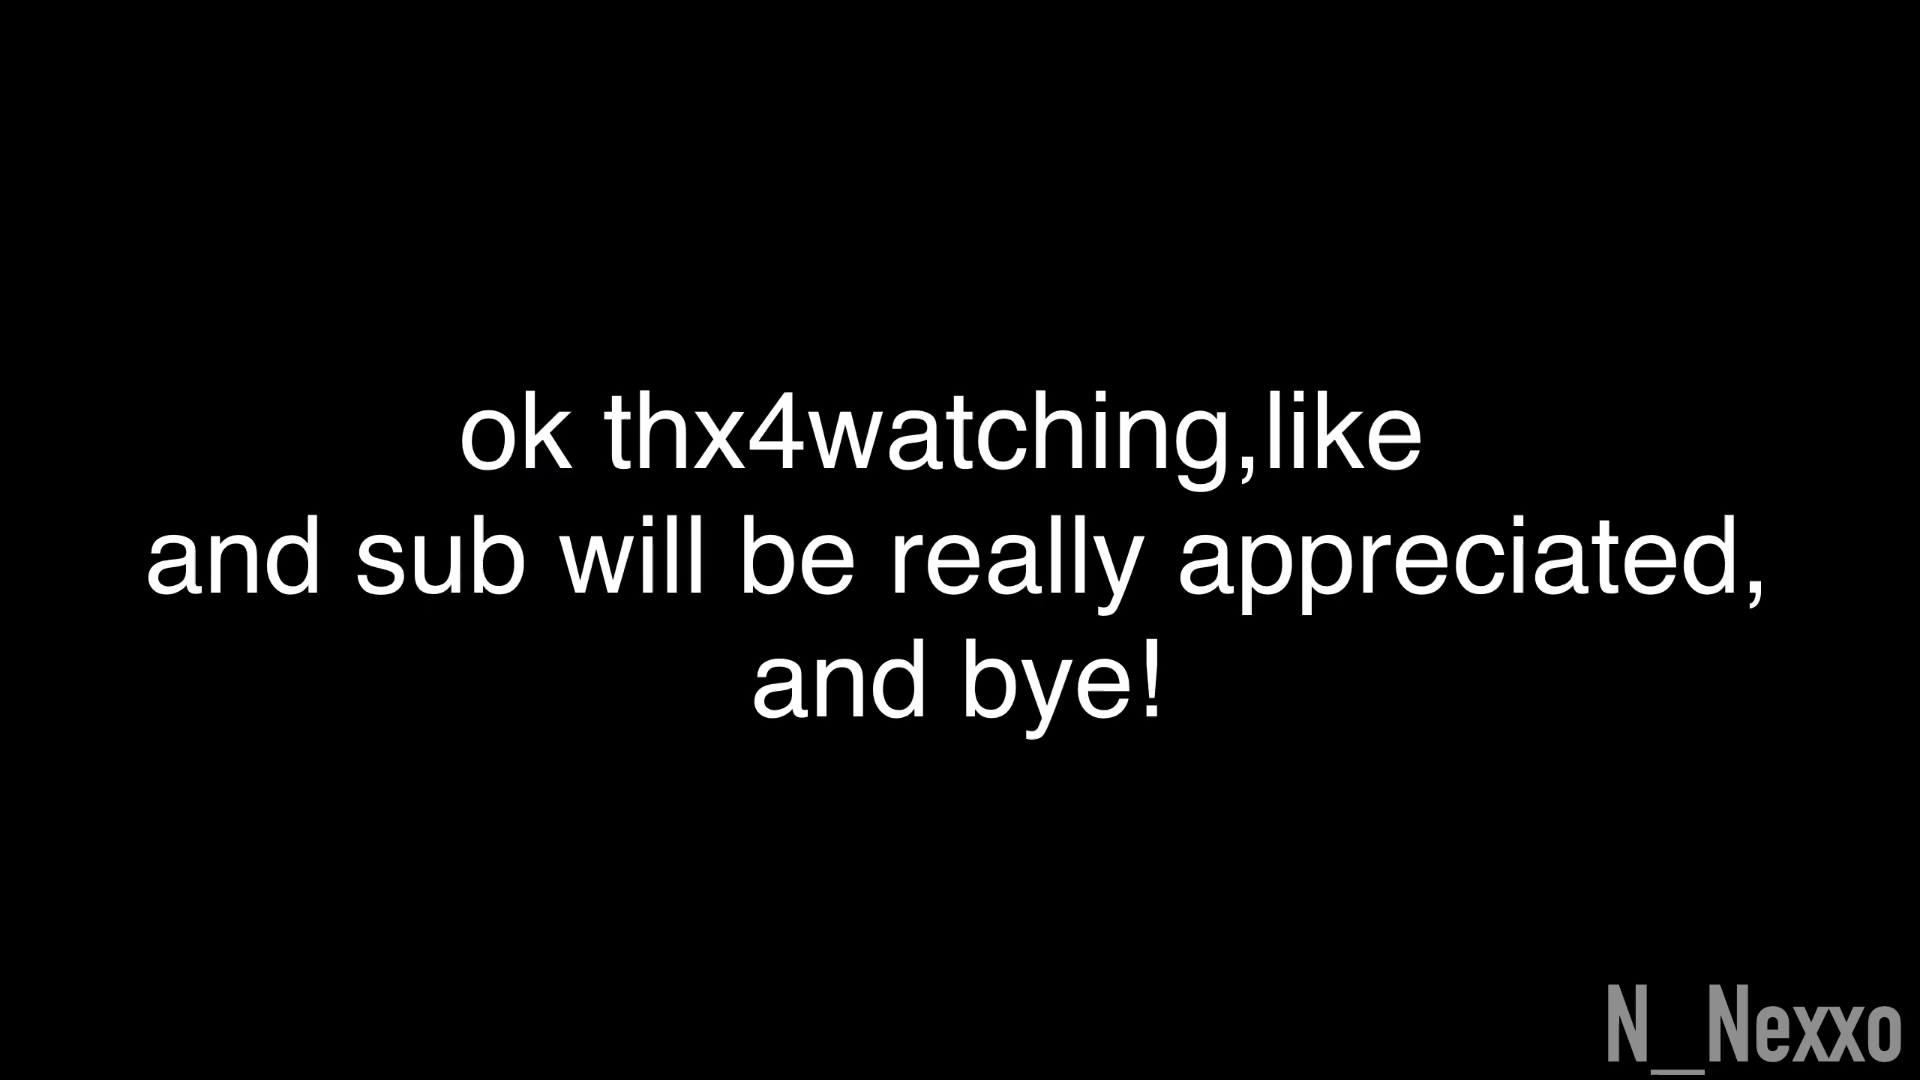 ok thx4watching,like
and sub will be really appreciated,
and bye!
N_Nexxo